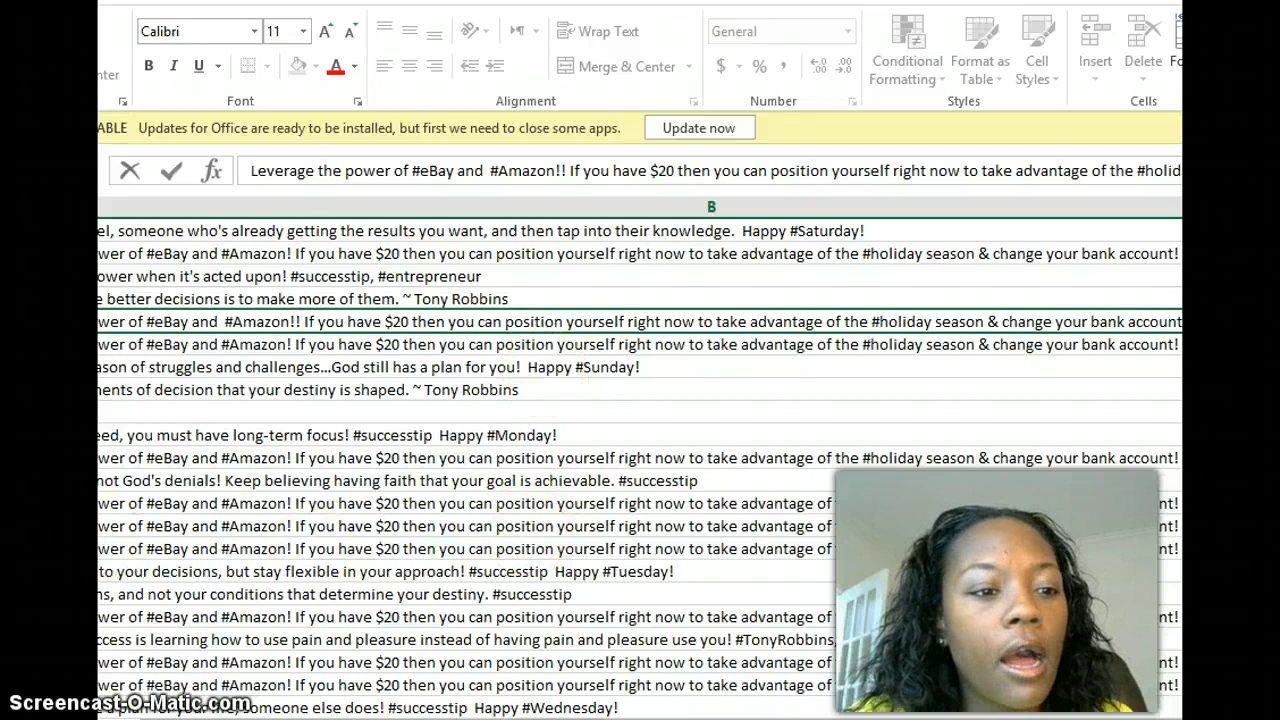 Calibri 11 Wrap Text General
B I U A Merge & Center $ % , Conditional Formatting Format as Table Cell Styles Insert Delete
Font Alignment Number Styles Cells
Updates for Office are ready to be installed, but first we need to close some apps. Update now
fx Leverage the power of #eBay and #Amazon!! If you have $20 then you can position yourself right now to take advantage of the #holid
B
el, someone who's already getting the results you want, and then tap into their knowledge. Happy #Saturday!
wer of #eBay and #Amazon! If you have $20 then you can position yourself right now to take advantage of the #holiday season & change your bank account!
ower when it's acted upon! #successtip, #entrepreneur
e better decisions is to make more of them. ~ Tony Robbins
wer of #eBay and #Amazon!! If you have $20 then you can position yourself right now to take advantage of the #holiday season & change your bank account
wer of #eBay and #Amazon! If you have $20 then you can position yourself right now to take advantage of the #holiday season & change your bank account!
ason of struggles and challenges...God still has a plan for you! Happy #Sunday!
ents of decision that your destiny is shaped. ~ Tony Robbins
eed, you must have long-term focus! #successtip Happy #Monday!
wer of #eBay and #Amazon! If you have $20 then you can position yourself right now to take advantage of the #holiday season & change your bank account!
not God's denials! Keep believing having faith that your goal is achievable. #successtip
wer of #eBay and #Amazon! If you have $20 then you can position yourself right now to take advantage of nt!
wer of #eBay and #Amazon! If you have $20 then you can position yourself right now to take advantage of nt!
wer of #eBay and #Amazon! If you have $20 then you can position yourself right now to take advantage of nt!
to your decisions, but stay flexible in your approach! #successtip Happy #Tuesday!
ns, and not your conditions that determine your destiny. #successtip
wer of #eBay and #Amazon! If you have $20 then you can position yourself right now to take advantage of nt!
ccess is learning how to use pain and pleasure instead of having pain and pleasure use you! #TonyRobbins,
wer of #eBay and #Amazon! If you have $20 then you can position yourself right now to take advantage of nt!
wer of #eBay and #Amazon! If you have $20 then you can position yourself right now to take advantage of nt!
plan for your life, someone else does! #successtip Happy #Wednesday!
Screencast-O-Matic.com